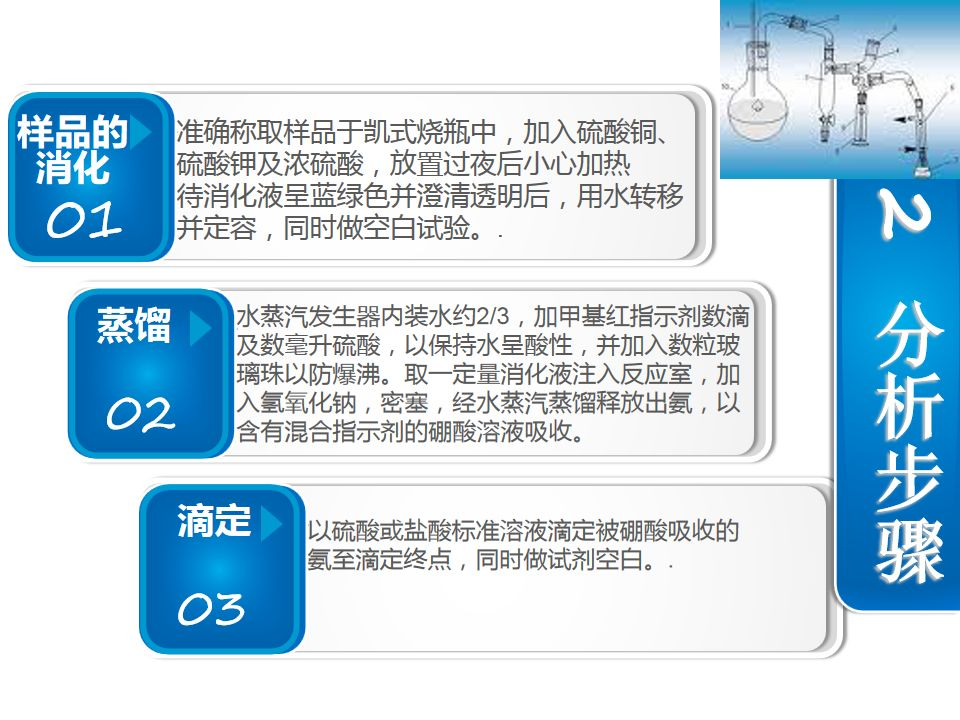 样品的
消化
01
准确称取样品于凯式烧瓶中，加入硫酸铜、
硫酸钾及浓硫酸，放置过夜后小心加热
待消化液呈蓝绿色并澄清透明后，用水转移
并定容，同时做空白试验。.
蒸馏
02
水蒸汽发生器内装水约2/3，加甲基红指示剂数滴
及数毫升硫酸，以保持水呈酸性，并加入数粒玻
璃珠以防爆沸。取一定量消化液注入反应室，加
入氢氧化钠，密塞，经水蒸汽蒸馏释放出氨，以
含有混合指示剂的硼酸溶液吸收。
滴定
03
以硫酸或盐酸标准溶液滴定被硼酸吸收的
氨至滴定终点，同时做试剂空白。.
2 分析步骤